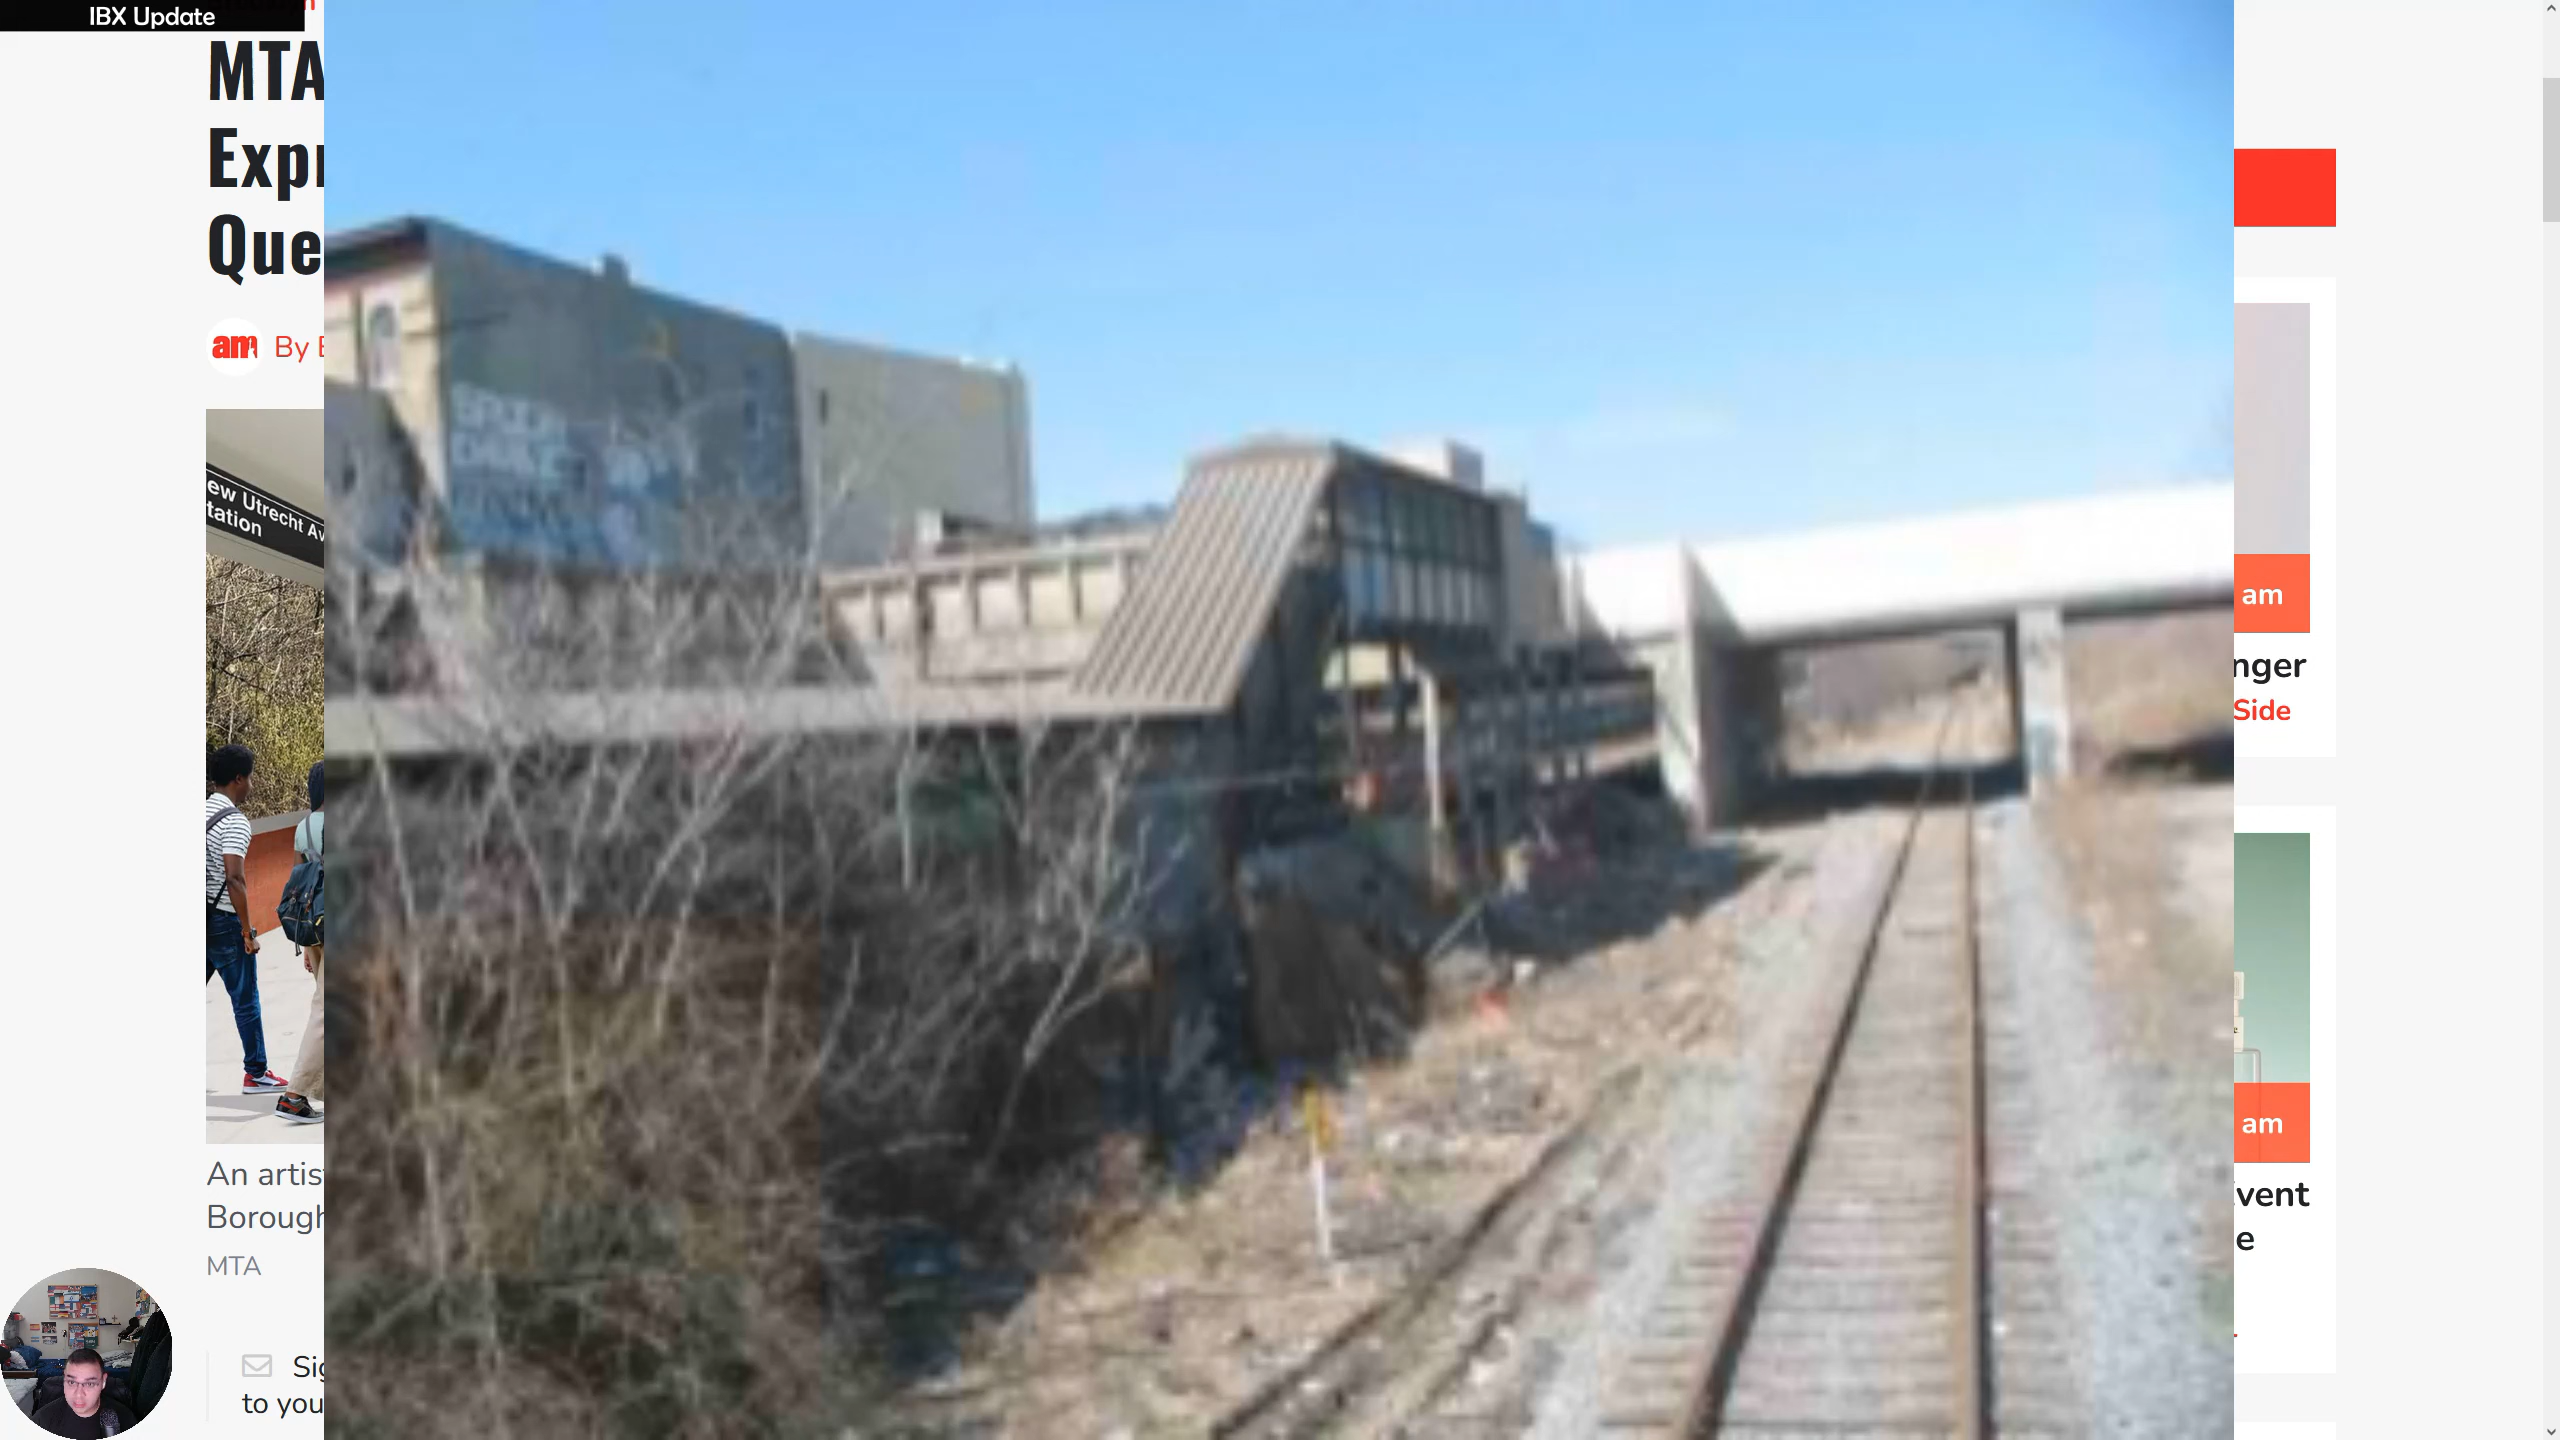 IBX Update
MTA
Exp
Que
am By
ew Utrecht Av
tation
An artis
Borough
MTA
Sig
to you
am
nger
Side
am
vent
e